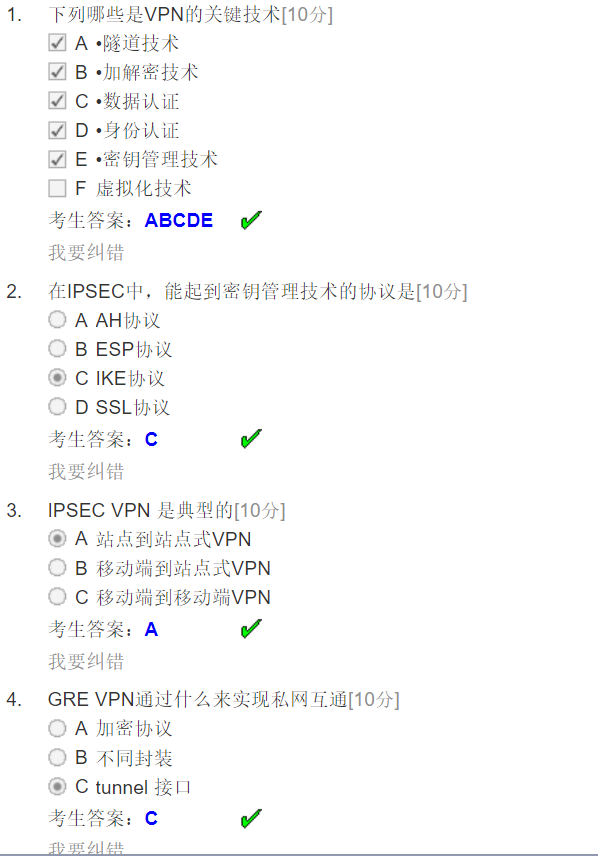 1. 下列哪些是VPN的关键技术[10分]
A •隧道技术
B •加解密技术
C •数据认证
D •身份认证
E •密钥管理技术
F 虚拟化技术
考生答案：ABCDE
我要纠错
2. 在IPSEC中，能起到密钥管理技术的协议是[10分]
A AH协议
B ESP协议
C IKE协议
D SSL协议
考生答案：C
我要纠错
3. IPSEC VPN 是典型的[10分]
A 站点到站点式VPN
B 移动端到站点式VPN
C 移动端到移动端VPN
考生答案：A
我要纠错
4. GRE VPN通过什么来实现私网互通[10分]
A 加密协议
B 不同封装
C tunnel 接口
考生答案：C
我要纠错